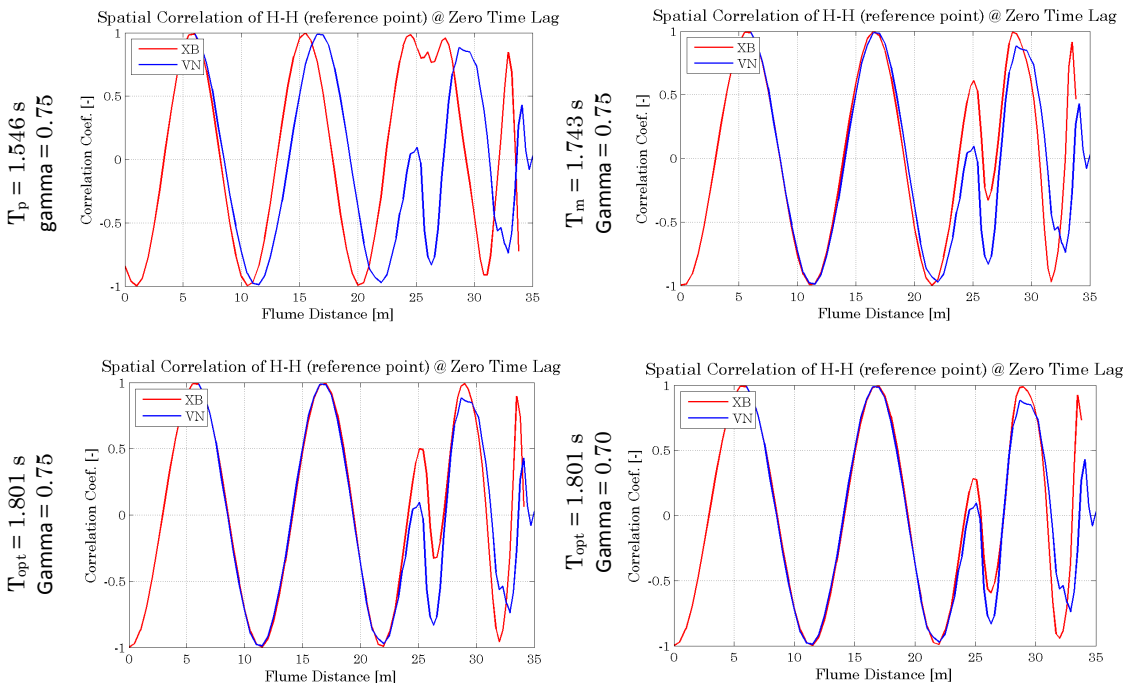 Spatial Correlation of H-H (reference point) @ Zero Time Lag
T_p = 1.546 s
gamma = 0.75
Correlation Coef. [-]
1
0.5
0
-0.5
-1
XB
VN
0 5 10 15 20 25 30 35
Flume Distance [m]
Spatial Correlation of H-H (reference point) @ Zero Time Lag
T_m = 1.743 s
Gamma = 0.75
Correlation Coef. [-]
1
0.5
0
-0.5
-1
XB
VN
0 5 10 15 20 25 30 35
Flume Distance [m]
Spatial Correlation of H-H (reference point) @ Zero Time Lag
T_opt = 1.801 s
Gamma = 0.75
Correlation Coef. [-]
1
0.5
0
-0.5
-1
XB
VN
0 5 10 15 20 25 30 35
Flume Distance [m]
Spatial Correlation of H-H (reference point) @ Zero Time Lag
T_opt = 1.801 s
Gamma = 0.70
Correlation Coef. [-]
1
0.5
0
-0.5
-1
XB
VN
0 5 10 15 20 25 30 35
Flume Distance [m]